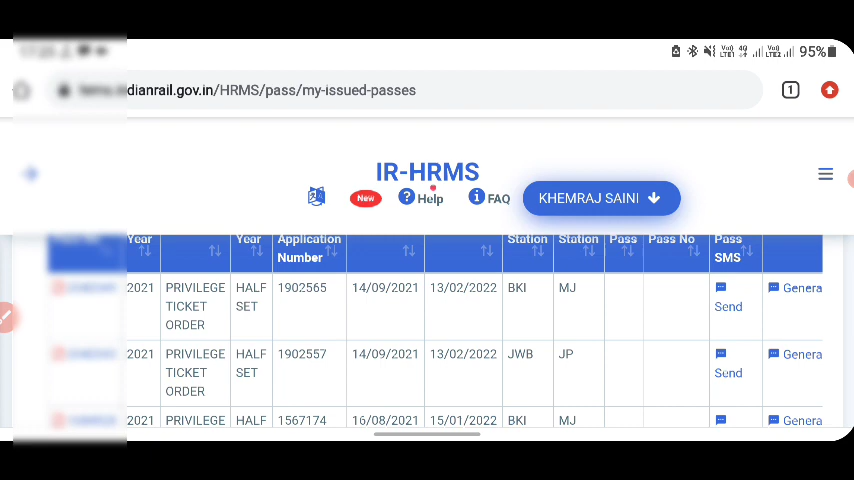 95%
dianrail.gov.in/HRMS/pass/my-issued-passes
1
IR-HRMS
New ? Help i FAQ KHEMRAJ SAINI
Year Year Application Number Station Station Pass Pass No Pass SMS
2021 PRIVILEGE TICKET ORDER HALF SET 1902565 14/09/2021 13/02/2022 BKI MJ Send Genera
2021 PRIVILEGE TICKET ORDER HALF SET 1902557 14/09/2021 13/02/2022 JWB JP Send Genera
2021 PRIVILEGE HALF 1567174 16/08/2021 15/01/2022 BKI MJ Genera